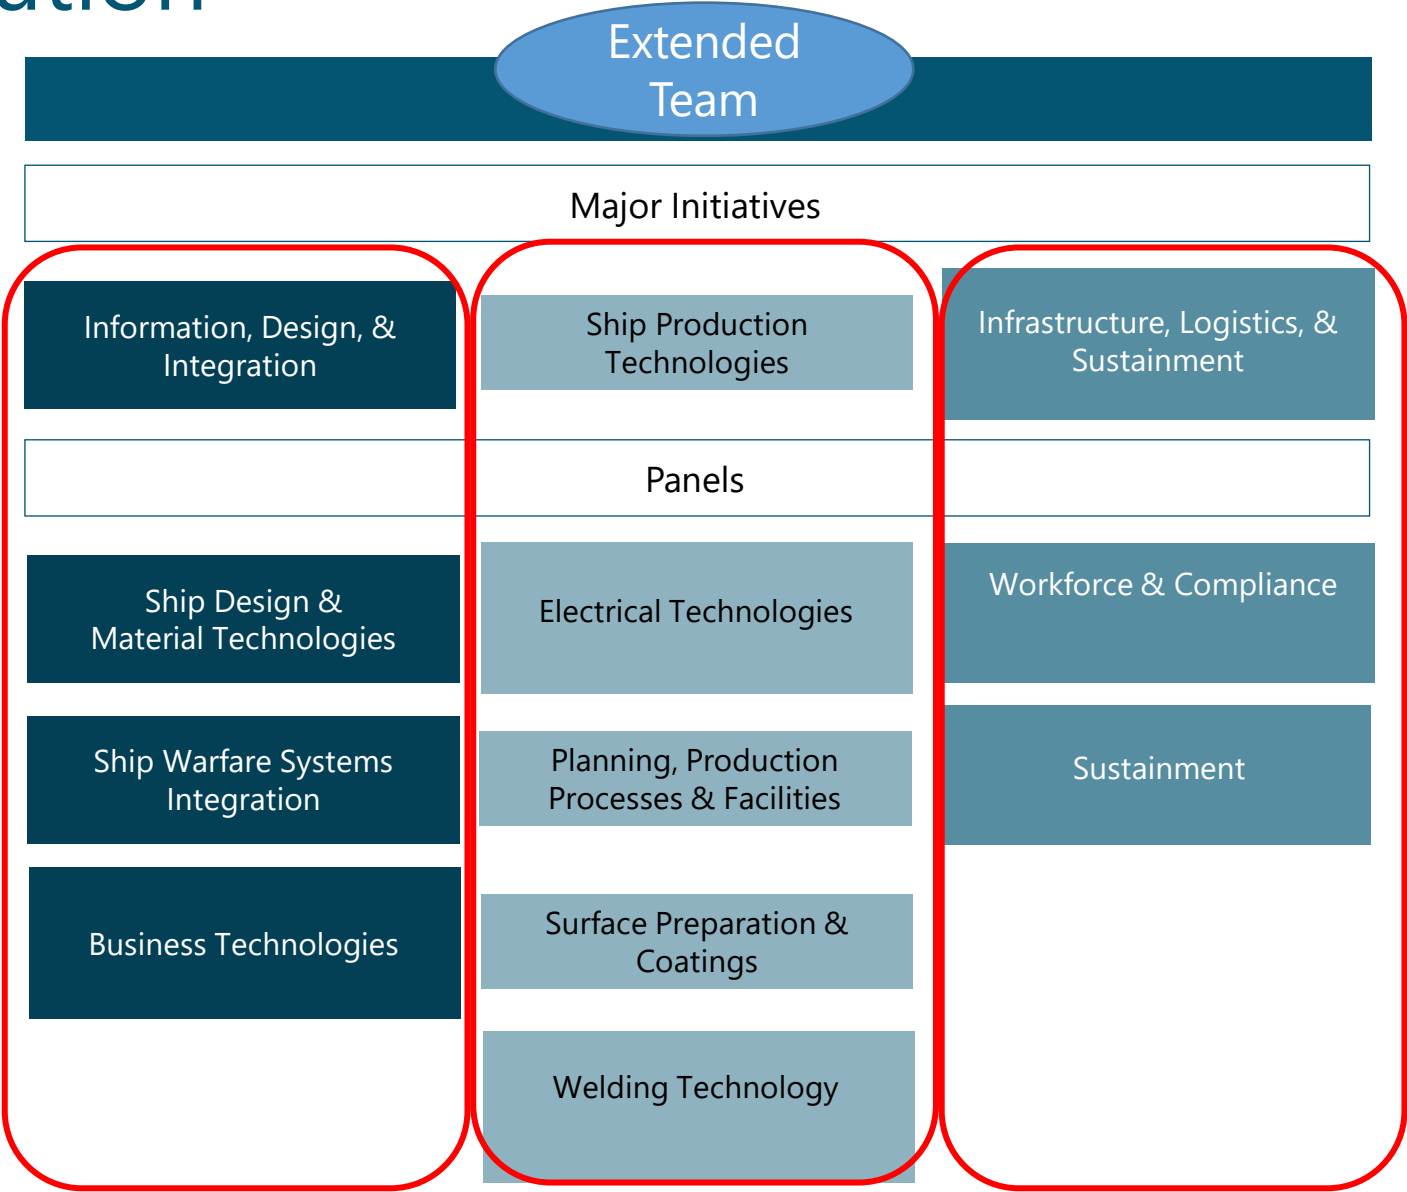 Extended
Team
Major Initiatives
Information, Design, &
Integration
Ship Production
Technologies
Infrastructure, Logistics, &
Sustainment
Panels
Ship Design &
Material Technologies
Electrical Technologies
Workforce & Compliance
Ship Warfare Systems
Integration
Planning, Production
Processes & Facilities
Sustainment
Business Technologies
Surface Preparation &
Coatings
Welding Technology